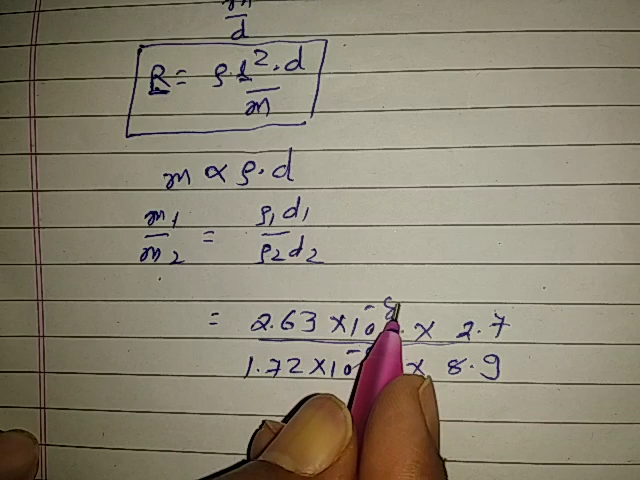 m
d
R = ρ. l². d
m
m ∝ ρ. d
m₁ = ρ₁d₁
m₂ ρ₂d₂
= 2.63 × 10⁻⁸. × 2.7
1.72 × 10⁻ × 8.9